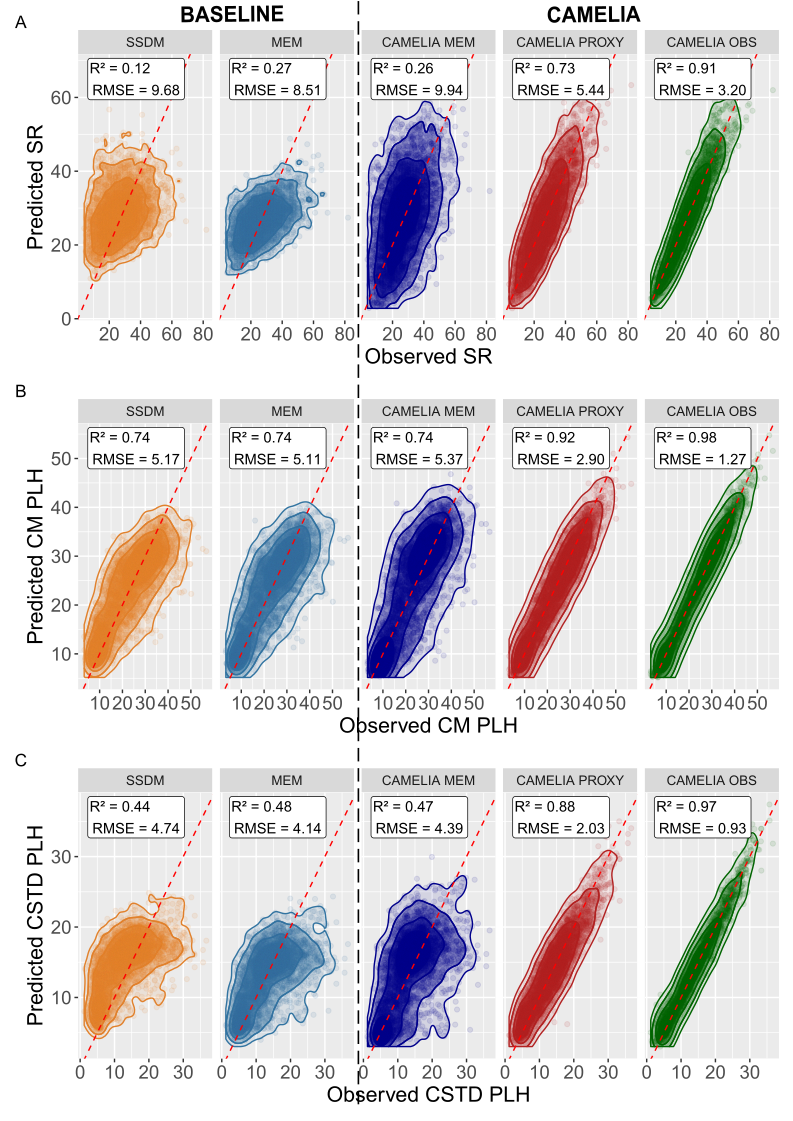 BASELINE CAMELIA
A
SSDM MEM CAMELIA MEM CAMELIA PROXY CAMELIA OBS
R² = 0.12 R² = 0.27 R² = 0.26 R² = 0.73 R² = 0.91
RMSE = 9.68 RMSE = 8.51 RMSE = 9.94 RMSE = 5.44 RMSE = 3.20
Predicted SR
60
40
20
0
20 40 60 80 20 40 60 80 20 40 60 80 20 40 60 80 20 40 60 80
Observed SR
B
SSDM MEM CAMELIA MEM CAMELIA PROXY CAMELIA OBS
R² = 0.74 R² = 0.74 R² = 0.74 R² = 0.92 R² = 0.98
RMSE = 5.17 RMSE = 5.11 RMSE = 5.37 RMSE = 2.90 RMSE = 1.27
Predicted CM PLH
50
40
30
20
10
10 20 30 40 50 10 20 30 40 50 10 20 30 40 50 10 20 30 40 50 10 20 30 40 50
Observed CM PLH
C
SSDM MEM CAMELIA MEM CAMELIA PROXY CAMELIA OBS
R² = 0.44 R² = 0.48 R² = 0.47 R² = 0.88 R² = 0.97
RMSE = 4.74 RMSE = 4.14 RMSE = 4.39 RMSE = 2.03 RMSE = 0.93
Predicted CSTD PLH
30
20
10
0 10 20 30 0 10 20 30 0 10 20 30 0 10 20 30 0 10 20 30
Observed CSTD PLH